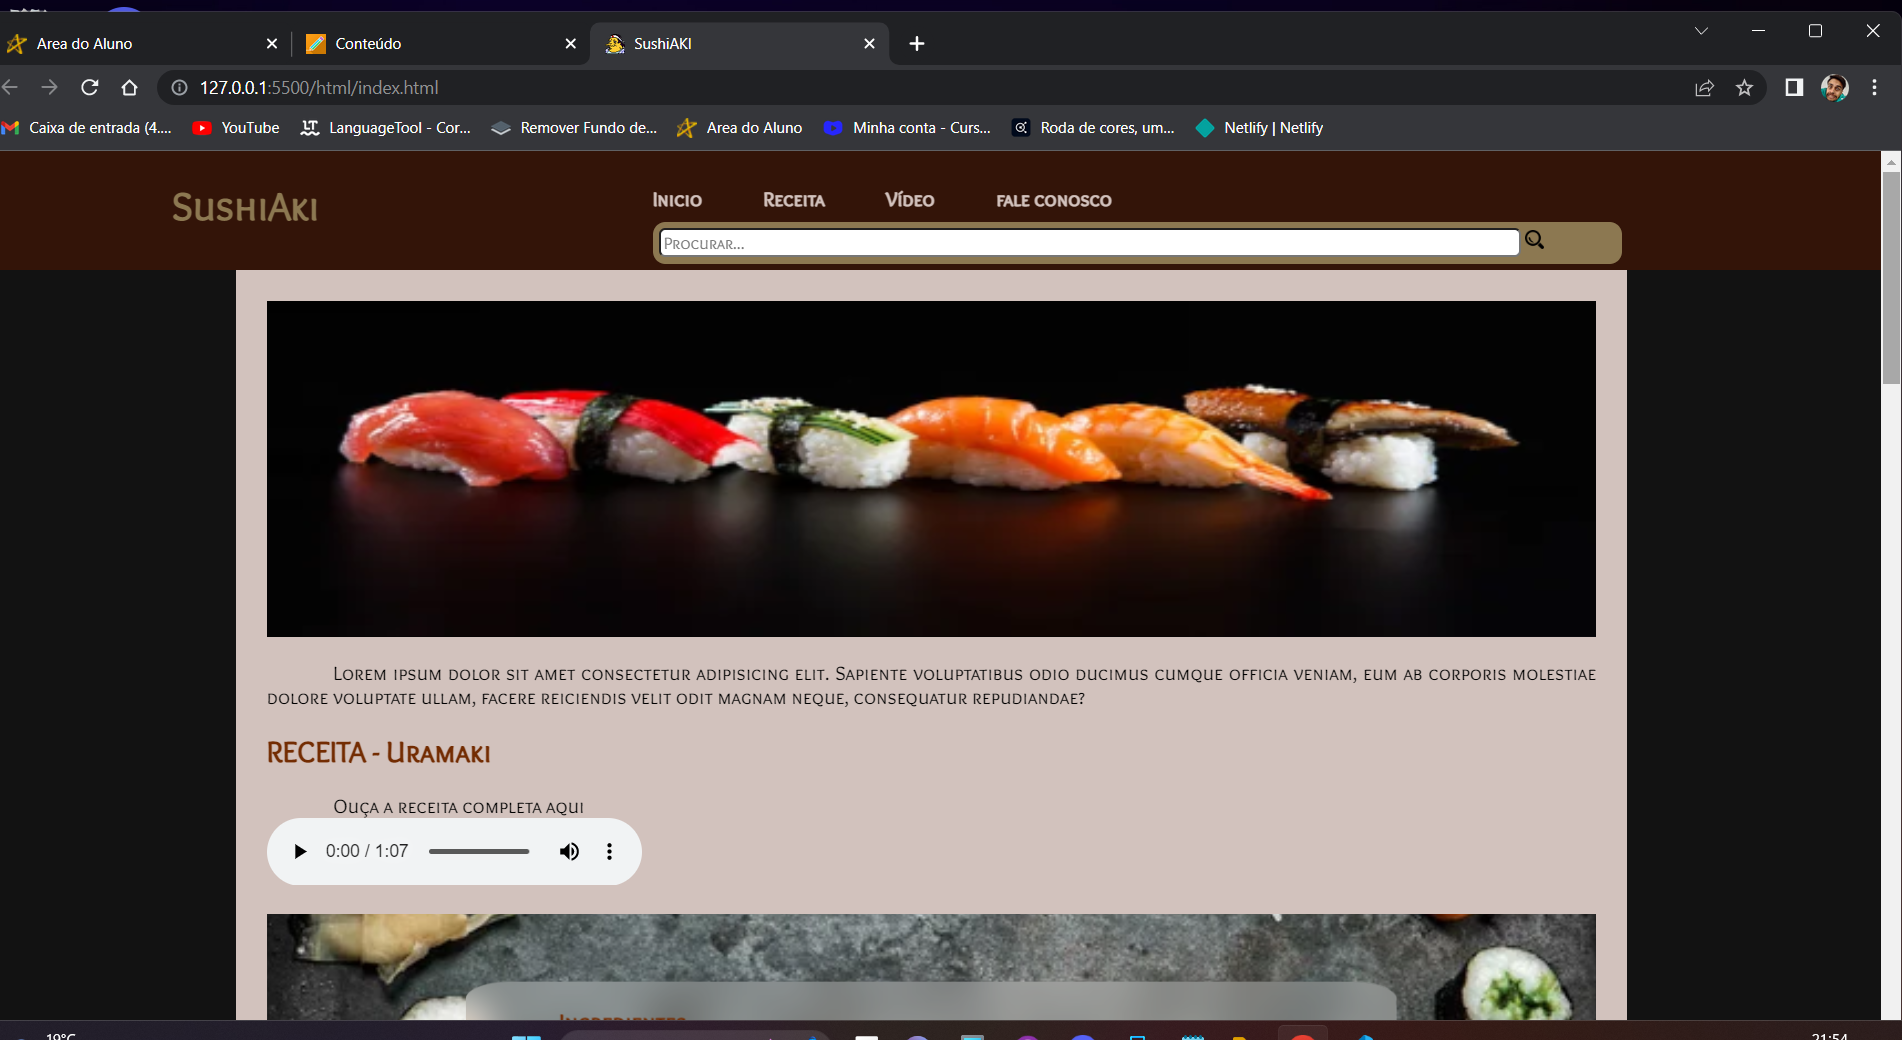 Area do Aluno
Conteúdo
SushiAKI
127.0.0.1:5500/html/index.html
Caixa de entrada (4....
YouTube
LanguageTool - Cor...
Remover Fundo de...
Area do Aluno
Minha conta - Curs...
Roda de cores, um...
Netlify | Netlify
SushiAki
Inicio
Receita
Vídeo
fale conosco
Procurar...
Lorem ipsum dolor sit amet consectetur adipisicing elit. Sapiente voluptatibus odio ducimus cumque officia veniam, eum ab corporis molestiae
dolore voluptate ullam, facere reiciendis velit odit magnam neque, consequatur repudiandae?
RECEITA - Uramaki
Ouça a receita completa aqui
0:00 / 1:07
Ingredientes
19°C
21:54